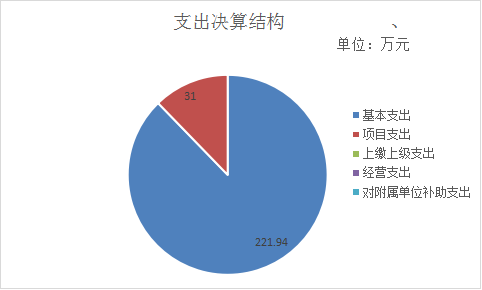 支出决算结构 、
单位：万元
31
221.94
基本支出
项目支出
上缴上级支出
经营支出
对附属单位补助支出